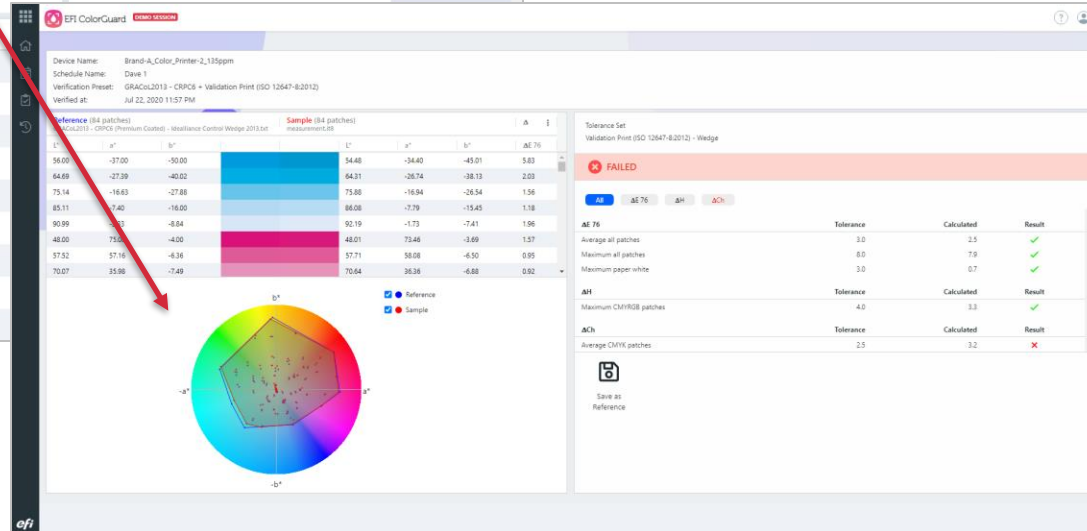 EFI ColorGuard DEMO SESSION
Device Name: Brand-A_Color_Printer-2_135ppm
Schedule Name: Dave 1
Verification Preset: GRACoL2013 - CRPC6 + Validation Print (ISO 12647-8:2012)
Verified at: Jul 22, 2020 11:57 PM
Reference (84 patches) Sample (84 patches) Δ
GRACoL2013 - CRPC6 (Premium Coated) - Idealliance Control Wedge 2013.txt measurement.it8
L* a* b* L* a* b* ΔE 76
56.00 -37.00 -50.00 54.48 -34.40 -45.01 5.83
64.69 -27.39 -40.02 64.31 -26.74 -38.13 2.03
75.14 -16.63 -27.88 75.88 -16.94 -26.54 1.56
85.11 -7.40 -16.00 86.08 -7.79 -15.45 1.18
90.99 -8.84 92.19 -1.73 -7.41 1.96
48.00 -4.00 48.01 73.46 -3.69 1.57
57.52 57.16 -6.36 57.71 58.08 -6.50 0.95
70.07 35.98 -7.49 70.64 36.36 -6.88 0.92
Reference
Sample
b*
-a* a*
-b*
Tolerance Set
Validation Print (ISO 12647-8:2012) - Wedge
FAILED
All ΔE 76 ΔH ΔCh
ΔE 76 Tolerance Calculated Result
Average all patches 3.0 2.5
Maximum all patches 8.0 7.9
Maximum paper white 3.0 0.7
ΔH Tolerance Calculated Result
Maximum CMYRGB patches 4.0 3.3
ΔCh Tolerance Calculated Result
Average CMYK patches 2.5 3.2
Save as
Reference
efi